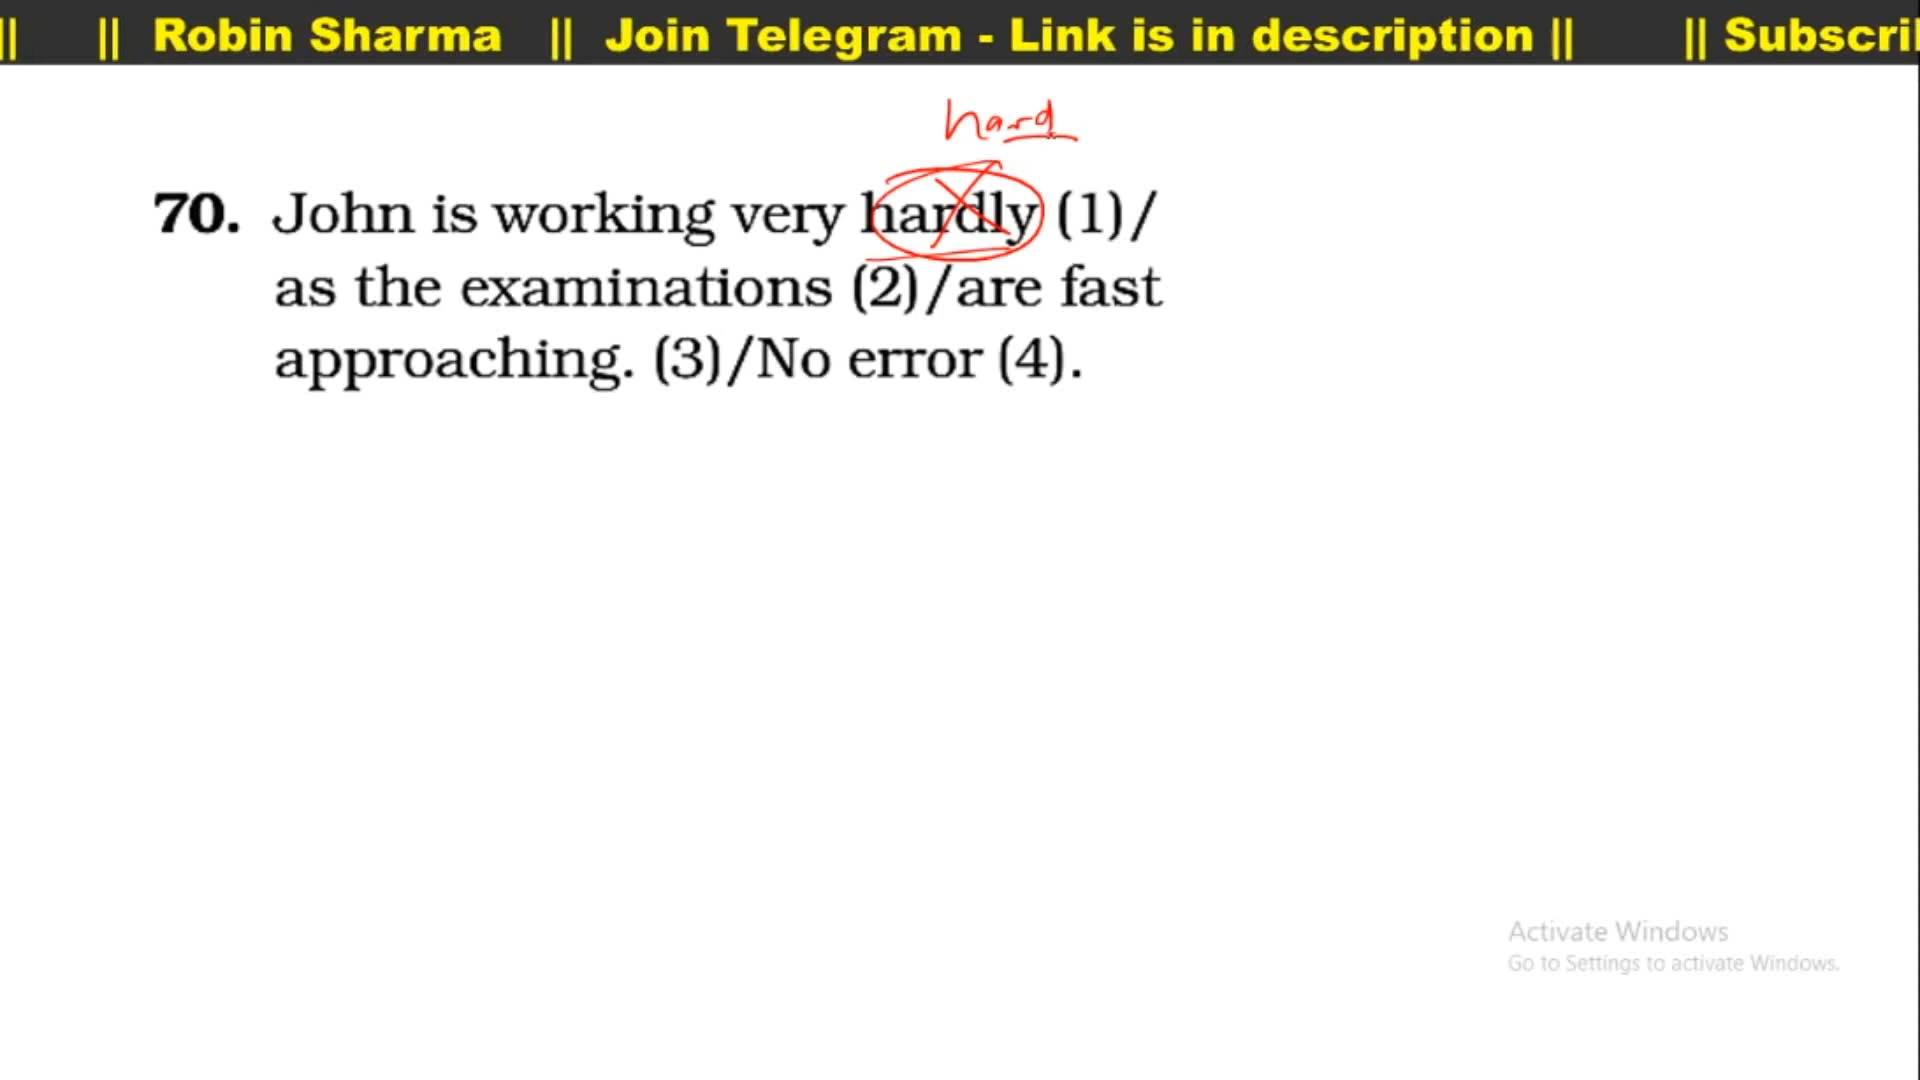 || || Robin Sharma || Join Telegram - Link is in description || || Subscri
hard
70. John is working very hardly (1)/
as the examinations (2)/are fast
approaching. (3)/No error (4).
Activate Windows
Go to Settings to activate Windows.